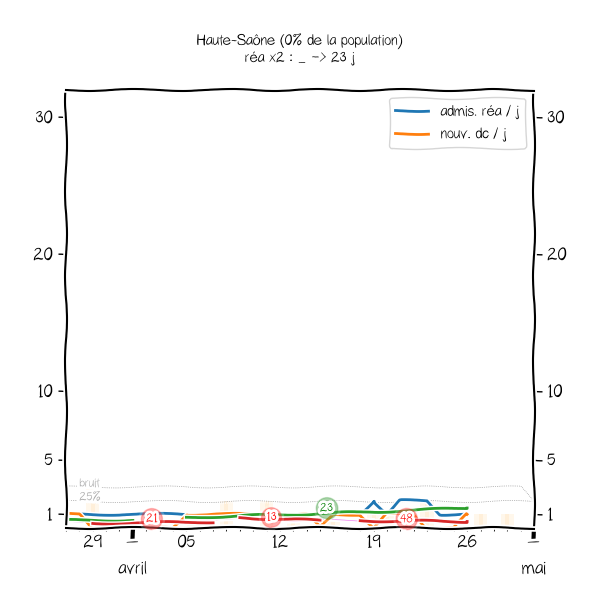 Haute-Saône (0% de la population)
réa x2 : _ -> 23 j
admis. réa / j
nouv. dc / j
30
30
20
20
10
10
5
5
bruit
25%
1
1
21
13
23
48
29
05
12
19
26
avril
mai